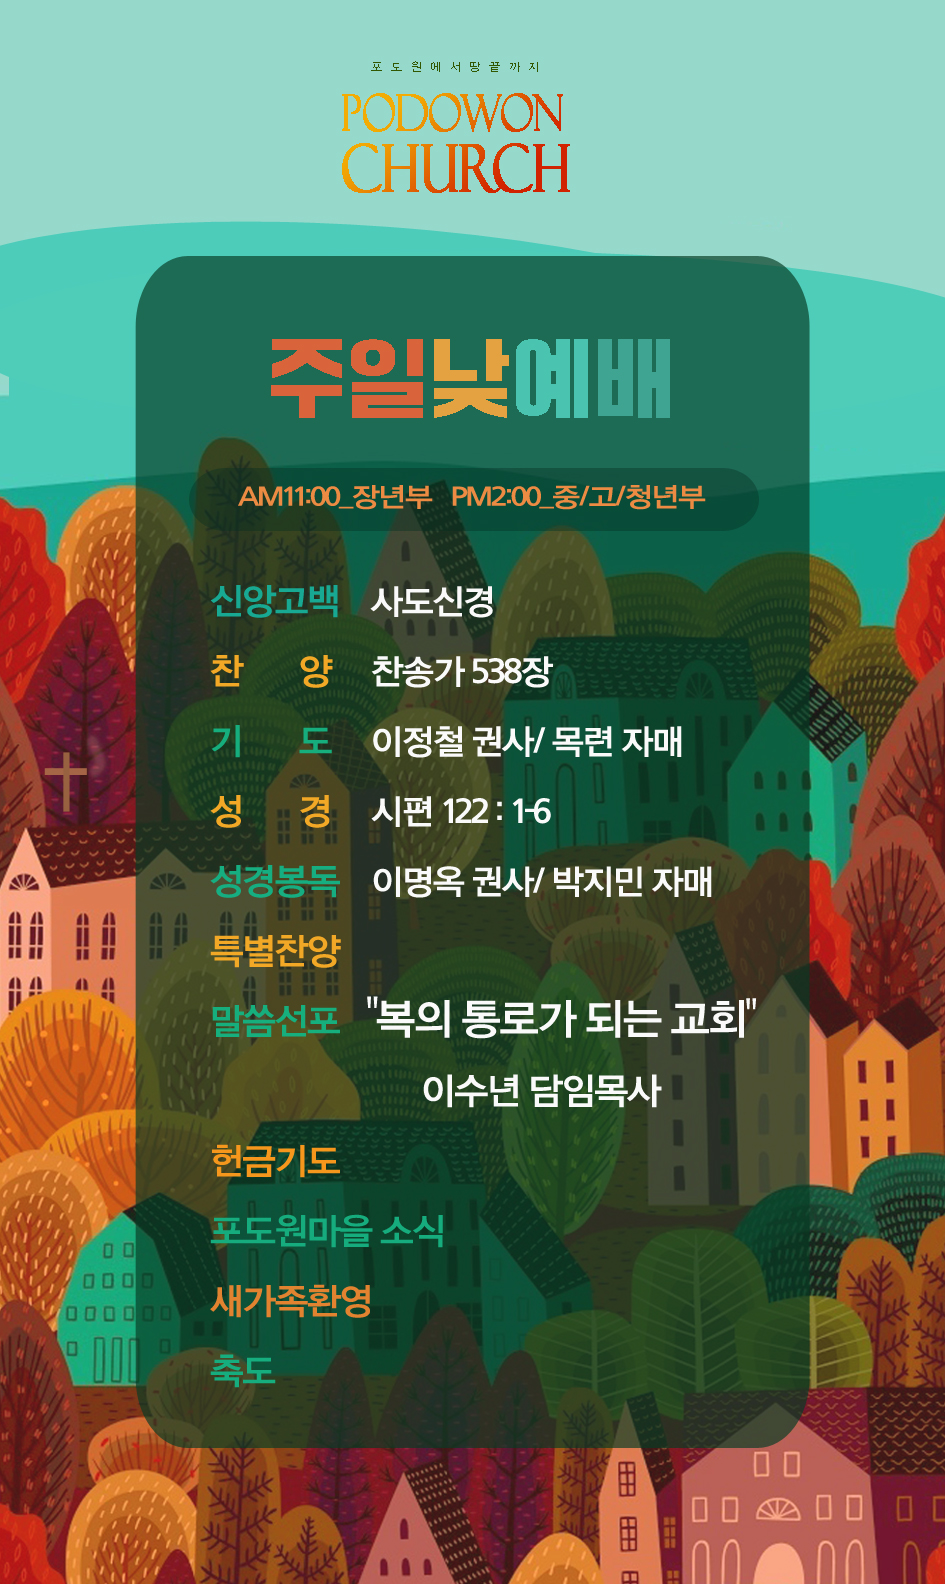 포도원에서땅끝까지
PODOWON
CHURCH
주일낮예배
AM11:00_장년부 PM2:00_중/고/청년부
신앙고백 사도신경
찬 양 찬송가 538장
기 도 이정철 권사/ 목련 자매
성 경 시편 122 : 1-6
성경봉독 이명옥 권사/ 박지민 자매
특별찬양
말씀선포 "복의 통로가 되는 교회"
이수년 담임목사
헌금기도
포도원마을 소식
새가족환영
축도